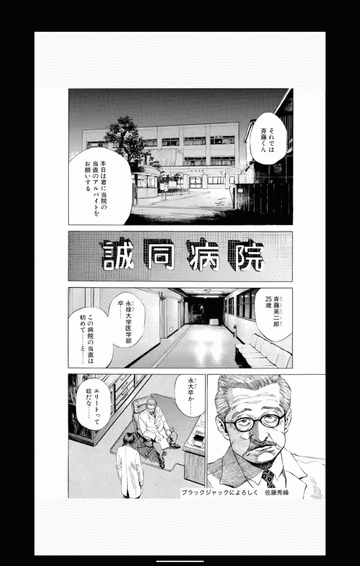 それでは
斉藤くん
本日は君に当院の
当直のアルバイトを
お願いする
誠同病院
斉藤英二郎
25歳
永禄大学医学部
卒……
この病院の当直は
初めて……と
永大卒か…
エリートって
奴だな……
ブラックジャックによろしく 佐藤秀峰